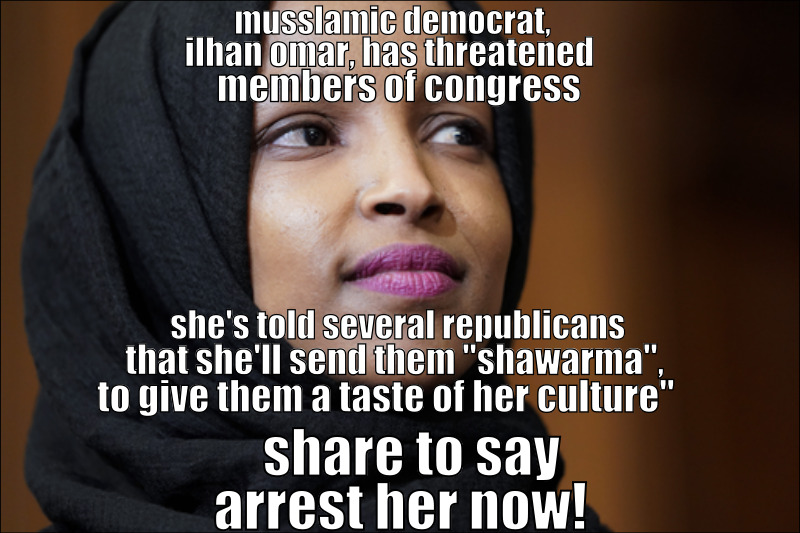 musslamic democrat,
ilhan omar, has threatened
members of congress
she's told several republicans
that she'll send them "shawarma",
to give them a taste of her culture"
share to say
arrest her now!